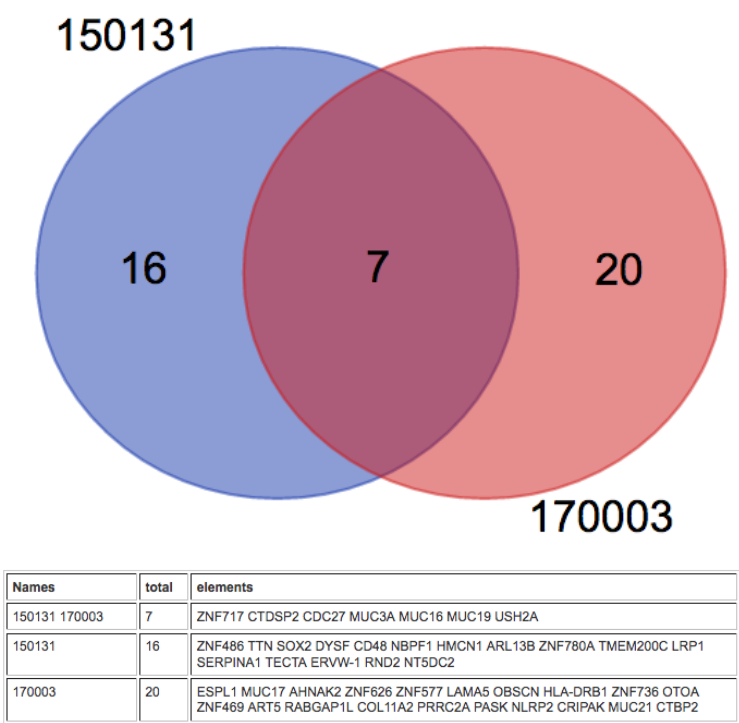 150131
16
7
20
170003
Names total elements
150131 170003 7 ZNF717 CTDSP2 CDC27 MUC3A MUC16 MUC19 USH2A
150131 16 ZNF486 TTN SOX2 DYSF CD48 NBPF1 HMCN1 ARL13B ZNF780A TMEM200C LRP1
SERPINA1 TECTA ERVW-1 RND2 NT5DC2
170003 20 ESPL1 MUC17 AHNAK2 ZNF626 ZNF577 LAMA5 OBSCN HLA-DRB1 ZNF736 OTOA
ZNF469 ART5 RABGAP1L COL11A2 PRRC2A PASK NLRP2 CRIPAK MUC21 CTBP2